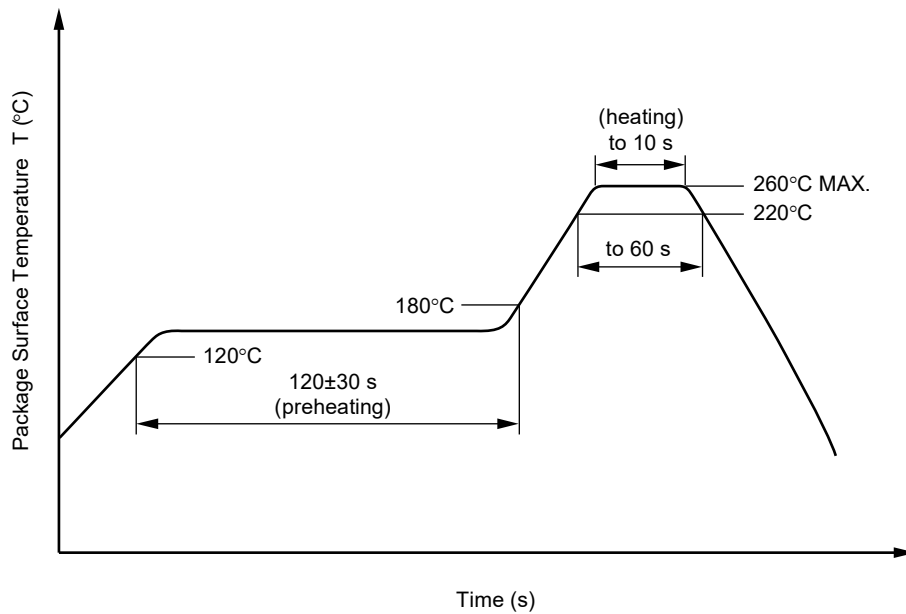 Package Surface Temperature T (°C)
(heating)
to 10 s
260°C MAX.
220°C
to 60 s
180°C
120°C
120±30 s
(preheating)
Time (s)